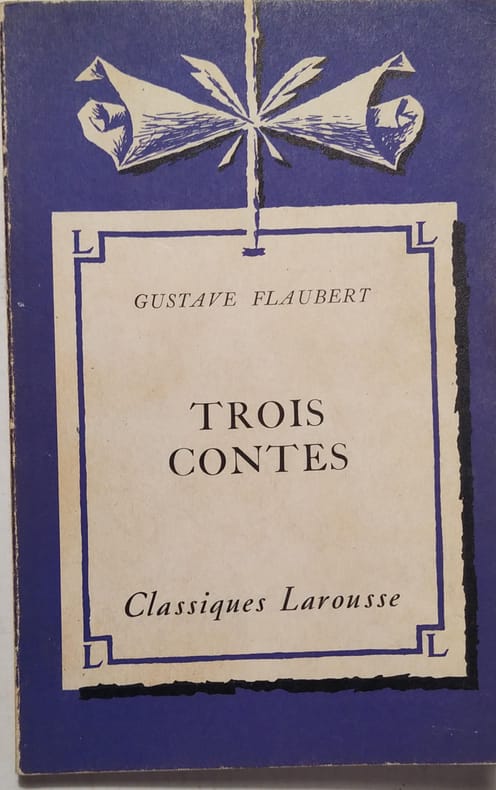 L L
GUSTAVE FLAUBERT
TROIS
CONTES
Classiques Larousse
L L